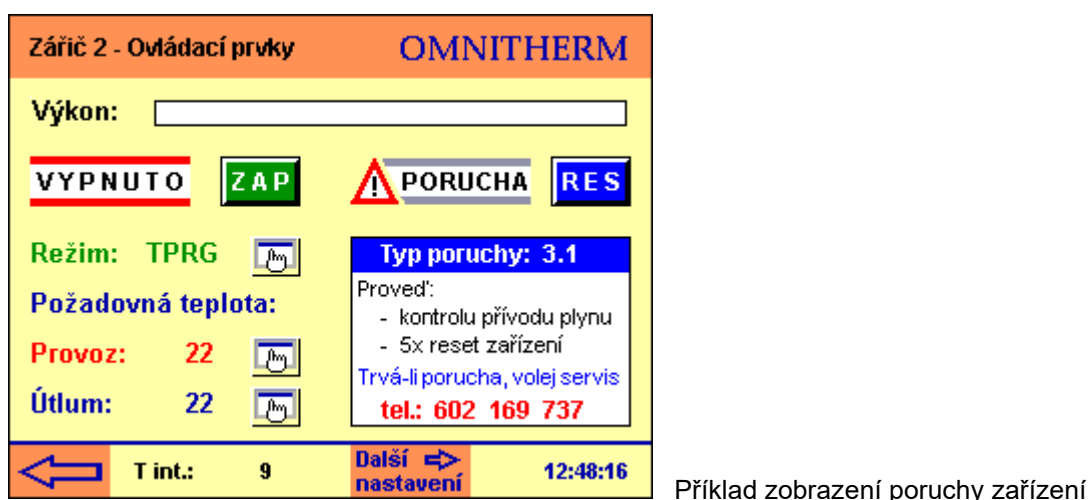 Zářič 2 - Ovládací prvky OMNITHERM
Výkon:
VYPNUTO ZAP ! PORUCHA RES
Režim: TPRG
Požadovná teplota:
Provoz: 22
Útlum: 22
Typ poruchy: 3.1
Proveď:
- kontrolu přívodu plynu
- 5x reset zařízení
Trvá-li porucha, volej servis
tel.: 602 169 737
T int.: 9
Další
nastavení
12:48:16
Příklad zobrazení poruchy zařízení